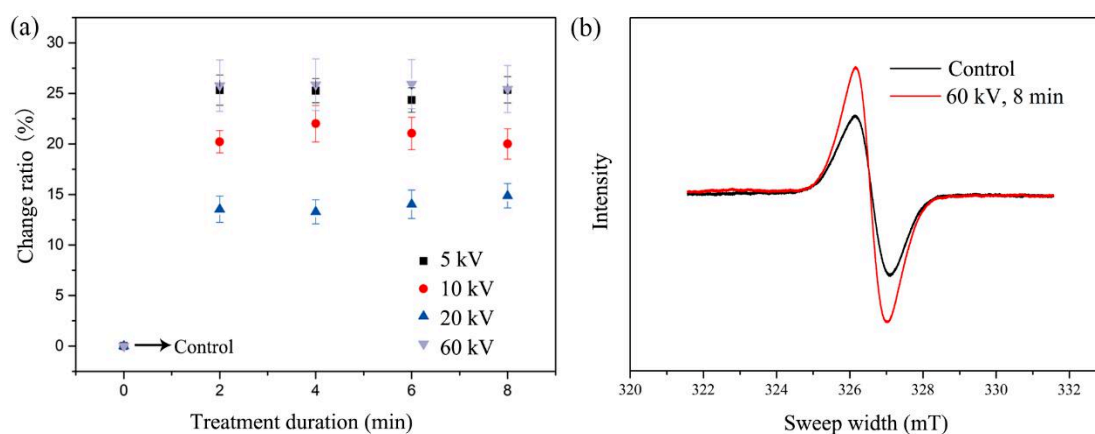 (a)
Change ratio (%)
30
25
20
15
10
5
0
Control
5 kV
10 kV
20 kV
60 kV
0 2 4 6 8
Treatment duration (min)
(b)
Control
60 kV, 8 min
Intensity
320 322 324 326 328 330 332
Sweep width (mT)